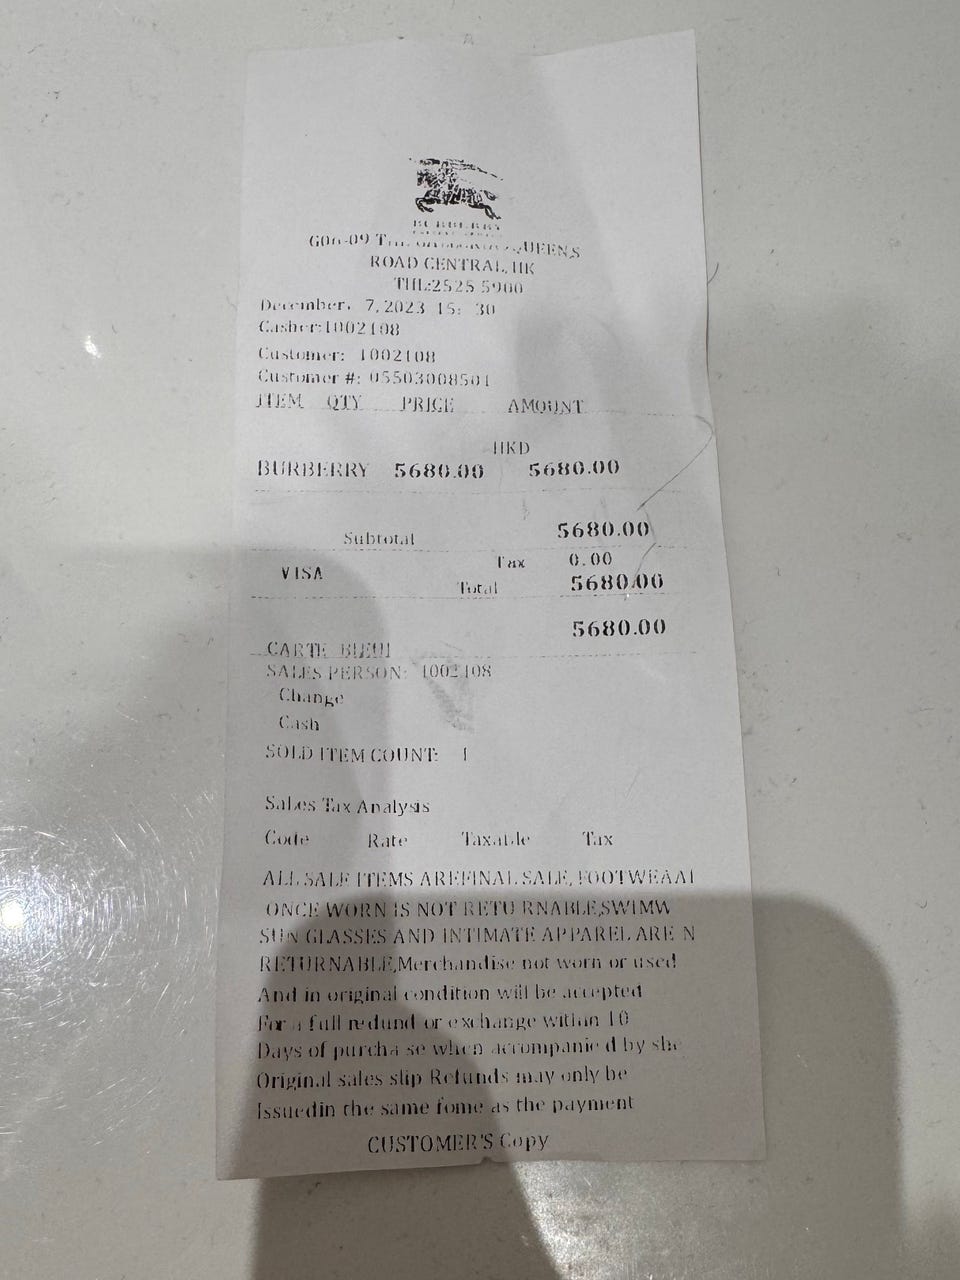 BURBERRY
G06-09 QUEENS
ROAD CENTRAL, HK
THL:2525 5900
December. 7, 2023 15: 30
Casher:1002108
Customer: 1002108
Customer #: 05503008501
ITEM QTY PRICE AMOUNT
HKD
BURBERRY 5680.00 5680.00
Subtotal 5680.00
Tax 0.00
VISA
Total 5680.00
5680.00
CARTE BLEUI
SALES PERSON: 1002108
Change
Cash
SOLD ITEM COUNT: 1
Sales Tax Analysis
Code Rate Taxable Tax
ALL SALE ITEMS AREFINAL SALE, FOOTWEAAI
ONCE WORN IS NOT RETU RNABLE,SWIMW
SUN GLASSES AND INTIMATE APPAREL ARE N
RETURNABLE,Merchandise not worn or used
And in original condition will be accepted
For a full redund or exchange withan 10
Days of purcha se when accompanie d by she
Original sales slip Refunds may only be
Issuedin the same fome as the payment
CUSTOMER'S Copy